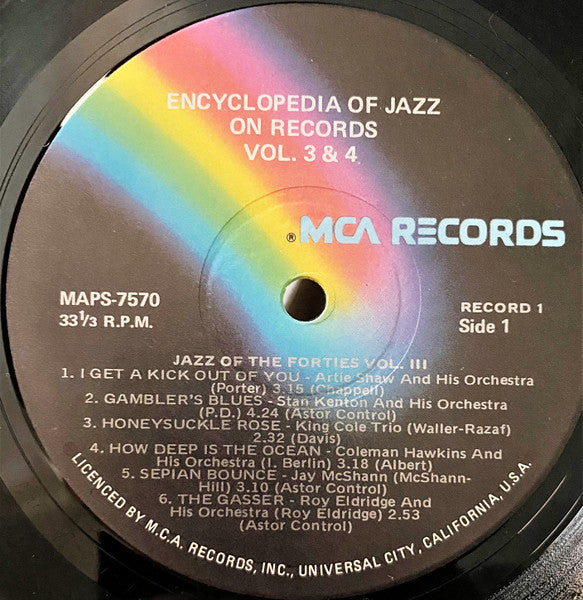 ENCYCLOPEDIA OF JAZZ
ON RECORDS
VOL. 3 & 4
® MCA RECORDS
MAPS-7570
33⅓ R.P.M.
RECORD 1
Side 1
JAZZ OF THE FORTIES VOL. III
1. I GET A KICK OUT OF YOU - Artie Shaw And His Orchestra
(Porter) 3.15 (Chappell)
2. GAMBLER'S BLUES - Stan Kenton And His Orchestra
(P.D.) 4.24 (Astor Control)
3. HONEYSUCKLE ROSE - King Cole Trio (Waller-Razaf)
2.32 (Davis)
4. HOW DEEP IS THE OCEAN - Coleman Hawkins And
His Orchestra (I. Berlin) 3.18 (Albert)
5. SEPIAN BOUNCE - Jay McShann (McShann-
Hill) 3.10 (Astor Control)
6. THE GASSER - Roy Eldridge And
His Orchestra (Roy Eldridge) 2.53
(Astor Control)
LICENCED BY M.C.A. RECORDS, INC., UNIVERSAL CITY, CALIFORNIA, U.S.A.